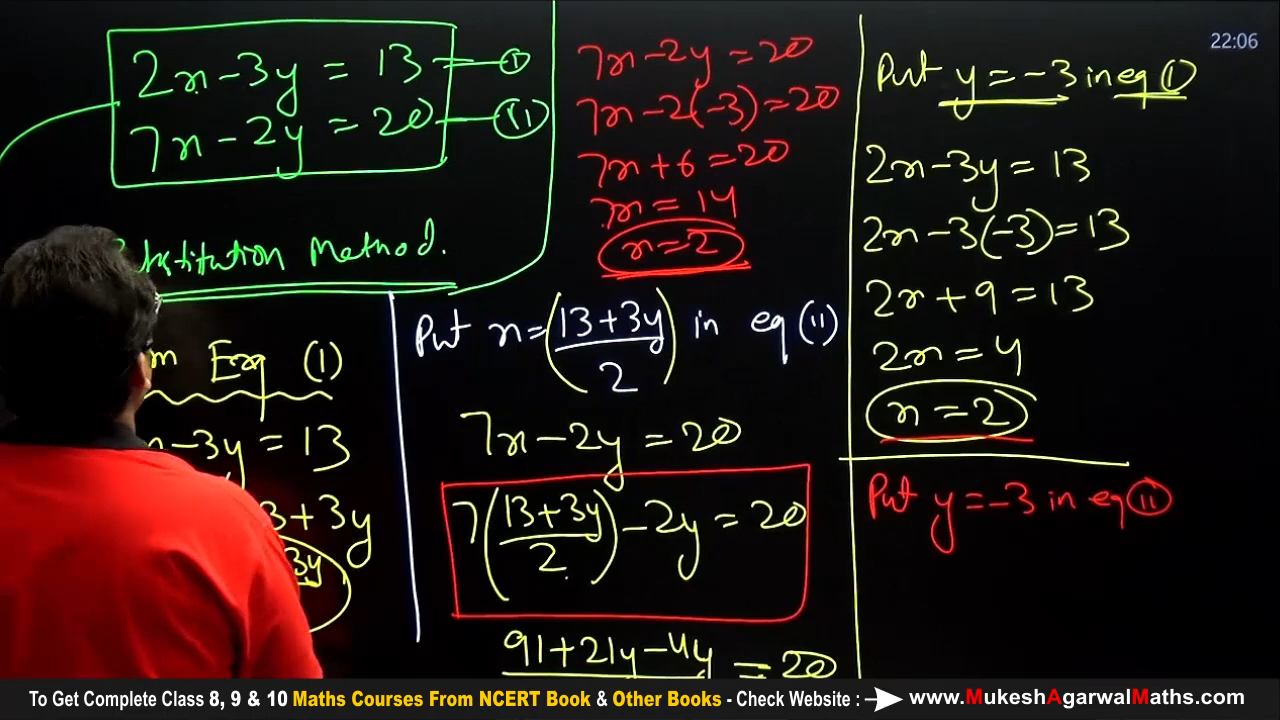 2x-3y = 13 — (I)
7x-2y = 20 — (II)
Method.
Eq (I)
-3y = 13
3 + 3y
3y
7x-2y = 20
7x-2(-3) = 20
7x+6 = 20
7x = 14
x = 2
Put x = (13+3y)/2 in eq (II)
7x-2y = 20
7(13+3y)/2 - 2y = 20
91+21y-4y = 20
22:06
Put y = -3 in eq (I)
2x-3y = 13
2x-3(-3) = 13
2x+9 = 13
2x = 4
x = 2
Put y = -3 in eq (II)
To Get Complete Class 8, 9 & 10 Maths Courses From NCERT Book & Other Books - Check Website : www.MukeshAgarwalMaths.com